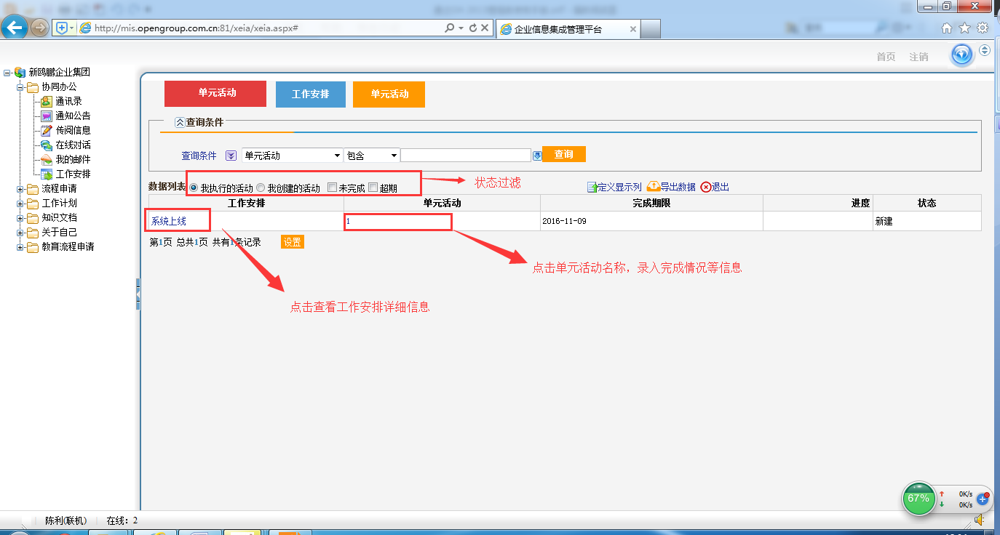 http://mis.opengroup.com.cn:81/xeia/xeia.aspx#
企业信息集成管理平台
首页 注销
新鸥鹏企业集团
协同办公
通讯录
通知公告
传阅信息
在线对话
我的邮件
工作安排
流程申请
工作计划
知识文档
关于自己
教育流程申请
单元活动 工作安排 单元活动
查询条件
查询条件 单元活动 包含 查询
数据列表 我执行的活动 我创建的活动 未完成 超期
状态过滤
定义显示列 导出数据 退出
工作安排 单元活动 完成期限 进度 状态
系统上线 1 2016-11-09 新建
第1页 总共1页 共有1条记录 设置
点击单元活动名称，录入完成情况等信息
点击查看工作安排详细信息
67%
0K/s
0K/s
陈利(联机) 在线：2